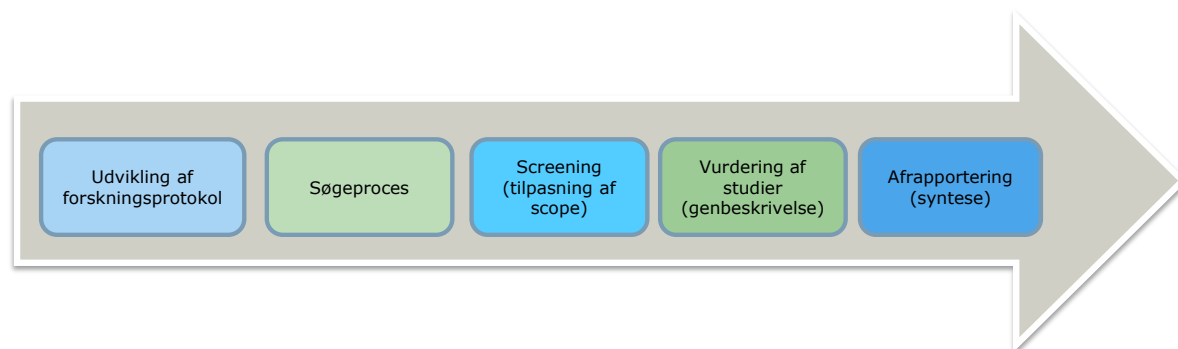 Udvikling af
forskningsprotokol
Søgeproces
Screening
(tilpasning af
scope)
Vurdering af
studier
(genbeskrivelse)
Afrapportering
(syntese)